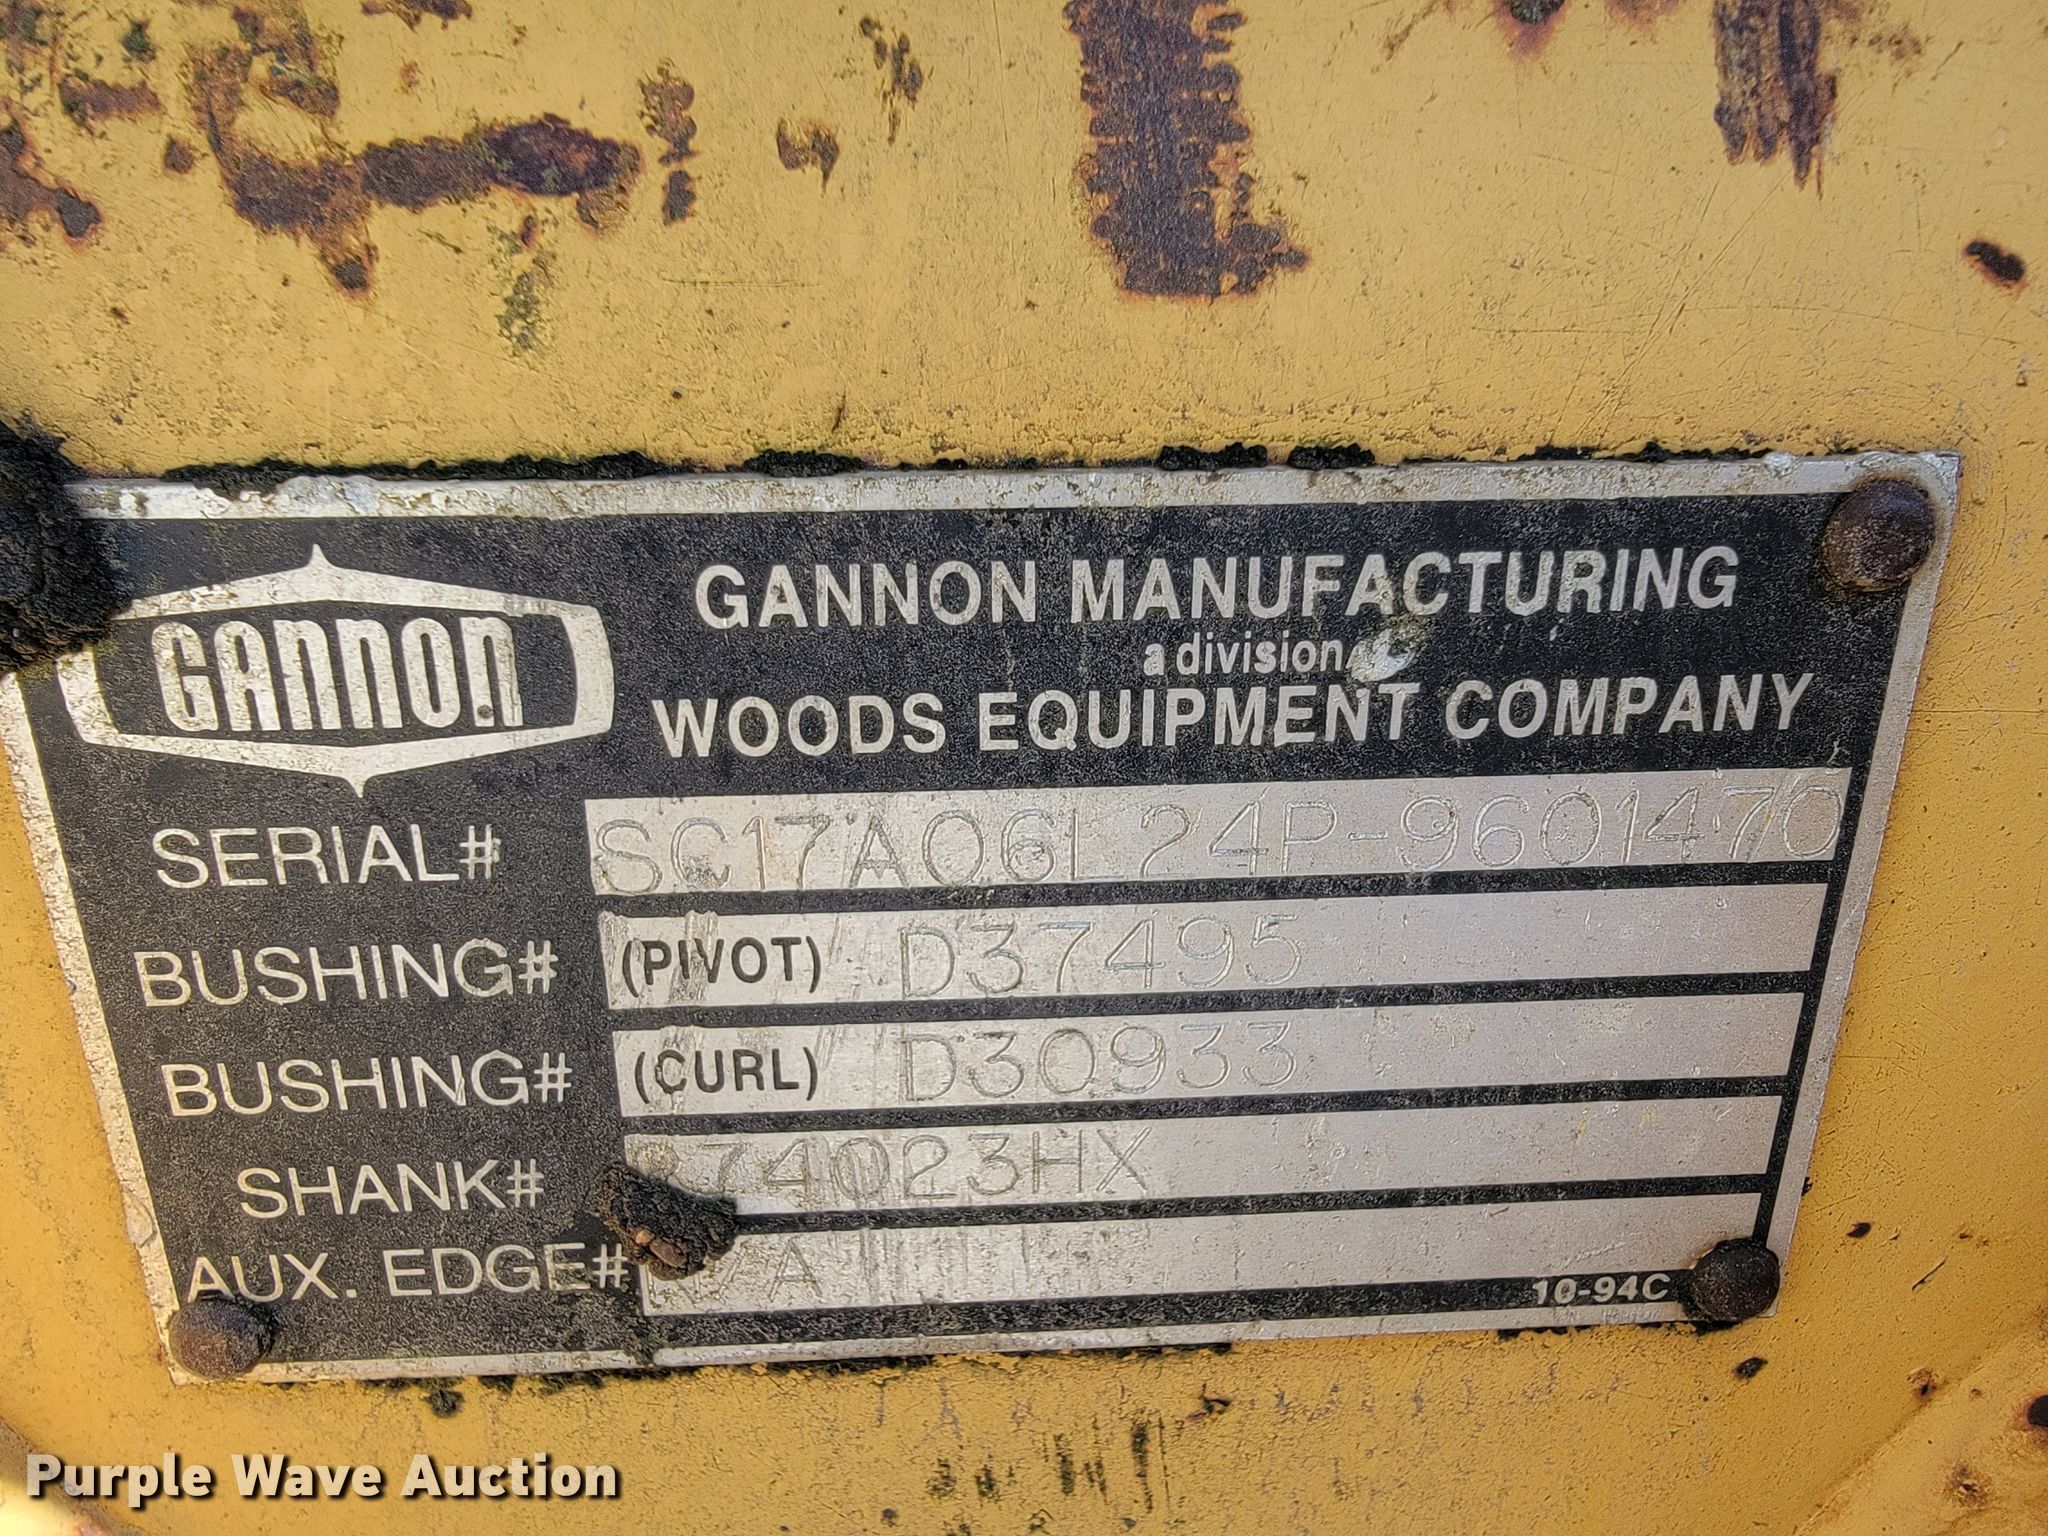 GANNON
GANNON MANUFACTURING
a division
WOODS EQUIPMENT COMPANY
SERIAL# SC17A06L24P-9601470
BUSHING# (PIVOT) D37495
BUSHING# (CURL) D30933
SHANK# 74023HX
AUX. EDGE# N/A
10-94C
Purple Wave Auction